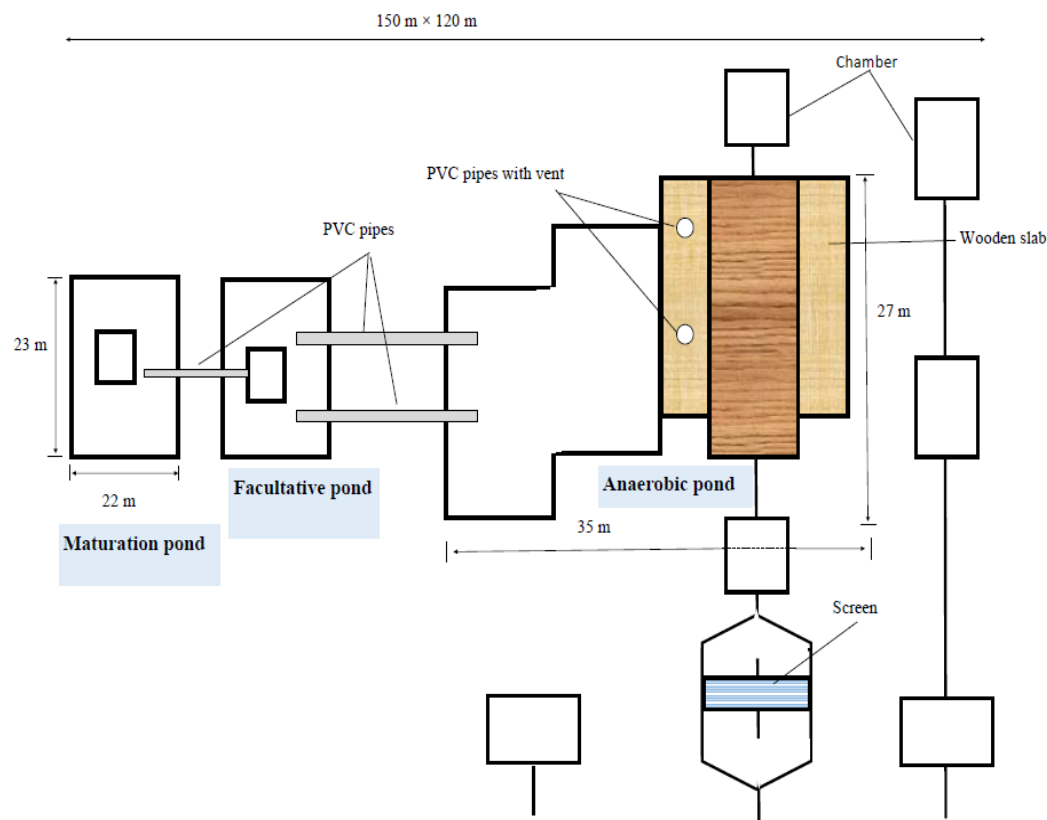 150 m × 120 m
Chamber
PVC pipes with vent
PVC pipes
Wooden slab
27 m
23 m
22 m
Facultative pond
Anaerobic pond
35 m
Maturation pond
Screen